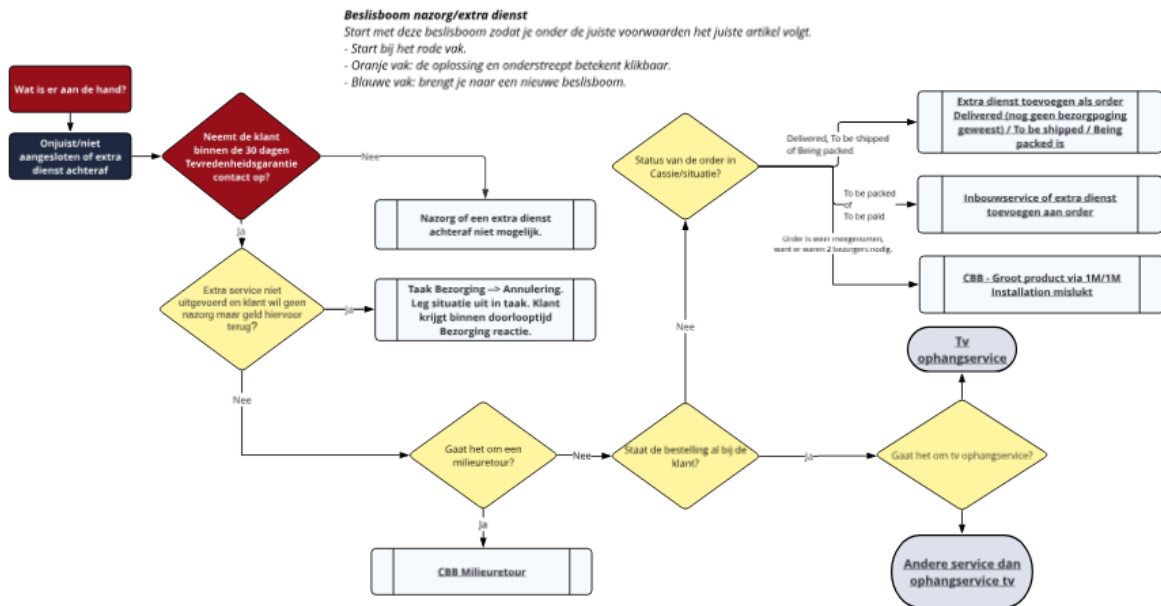 Beslisboom nazorg/extra dienst
Start met deze beslisboom zodat je onder de juiste voorwaarden het juiste artikel volgt.
- Start bij het rode vak.
- Oranje vak: de oplossing en onderstreept betekent klikbaar.
- Blauwe vak: brengt je naar een nieuwe beslisboom.
Wat is er aan de hand?
Onjuist/niet
aangesloten of extra
dienst achteraf
Neemt de klant
binnen de 30 dagen
Tevredenheidsgarantie
contact op?
Nee
Nazorg of een extra dienst
achteraf niet mogelijk.
Ja
Extra service niet
uitgevoerd en klant wil geen
nazorg maar geld hiervoor
terug?
Ja
Taak Bezorging --> Annulering.
Leg situatie uit in taak. Klant
krijgt binnen doorlooptijd
Bezorging reactie.
Nee
Gaat het om een
milieuretour?
Ja
CBB Milieuretour
Nee
Staat de bestelling al bij de
klant?
Nee
Status van de order in
Cassie/situatie?
Delivered, To be shipped
of Being packed
Extra dienst toevoegen als order
Delivered (nog geen bezorgpoging
geweest) / To be shipped / Being
packed is
To be packed
of
To be paid
Inbouwservice of extra dienst
toevoegen aan order
Order is weer meegenomen,
want er waren 2 bezorgers nodig.
CBB - Groot product via 1M/1M
Installation mislukt
Ja
Gaat het om tv ophangservice?
Tv
ophangservice
Andere service dan
ophangservice tv